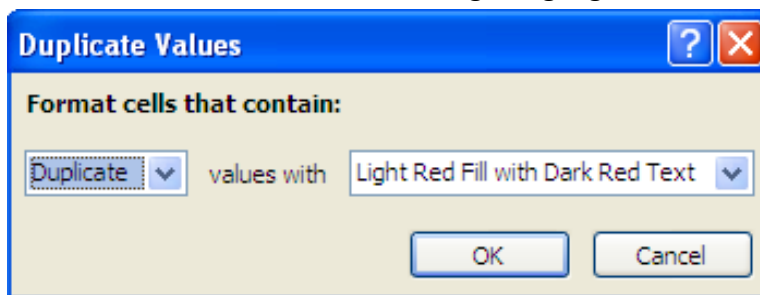 Duplicate Values
Format cells that contain:
Duplicate values with Light Red Fill with Dark Red Text
OK Cancel